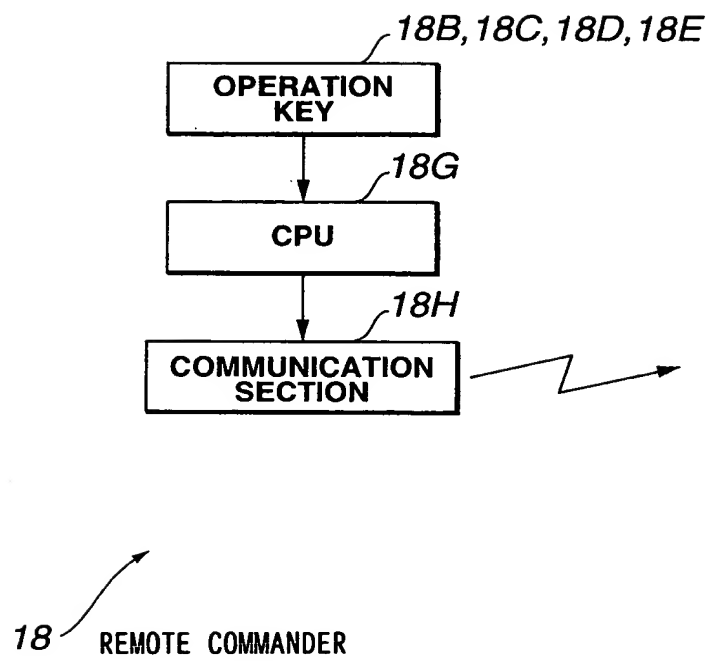 18B, 18C, 18D, 18E
OPERATION
KEY
18G
CPU
18H
COMMUNICATION
SECTION
18 REMOTE COMMANDER